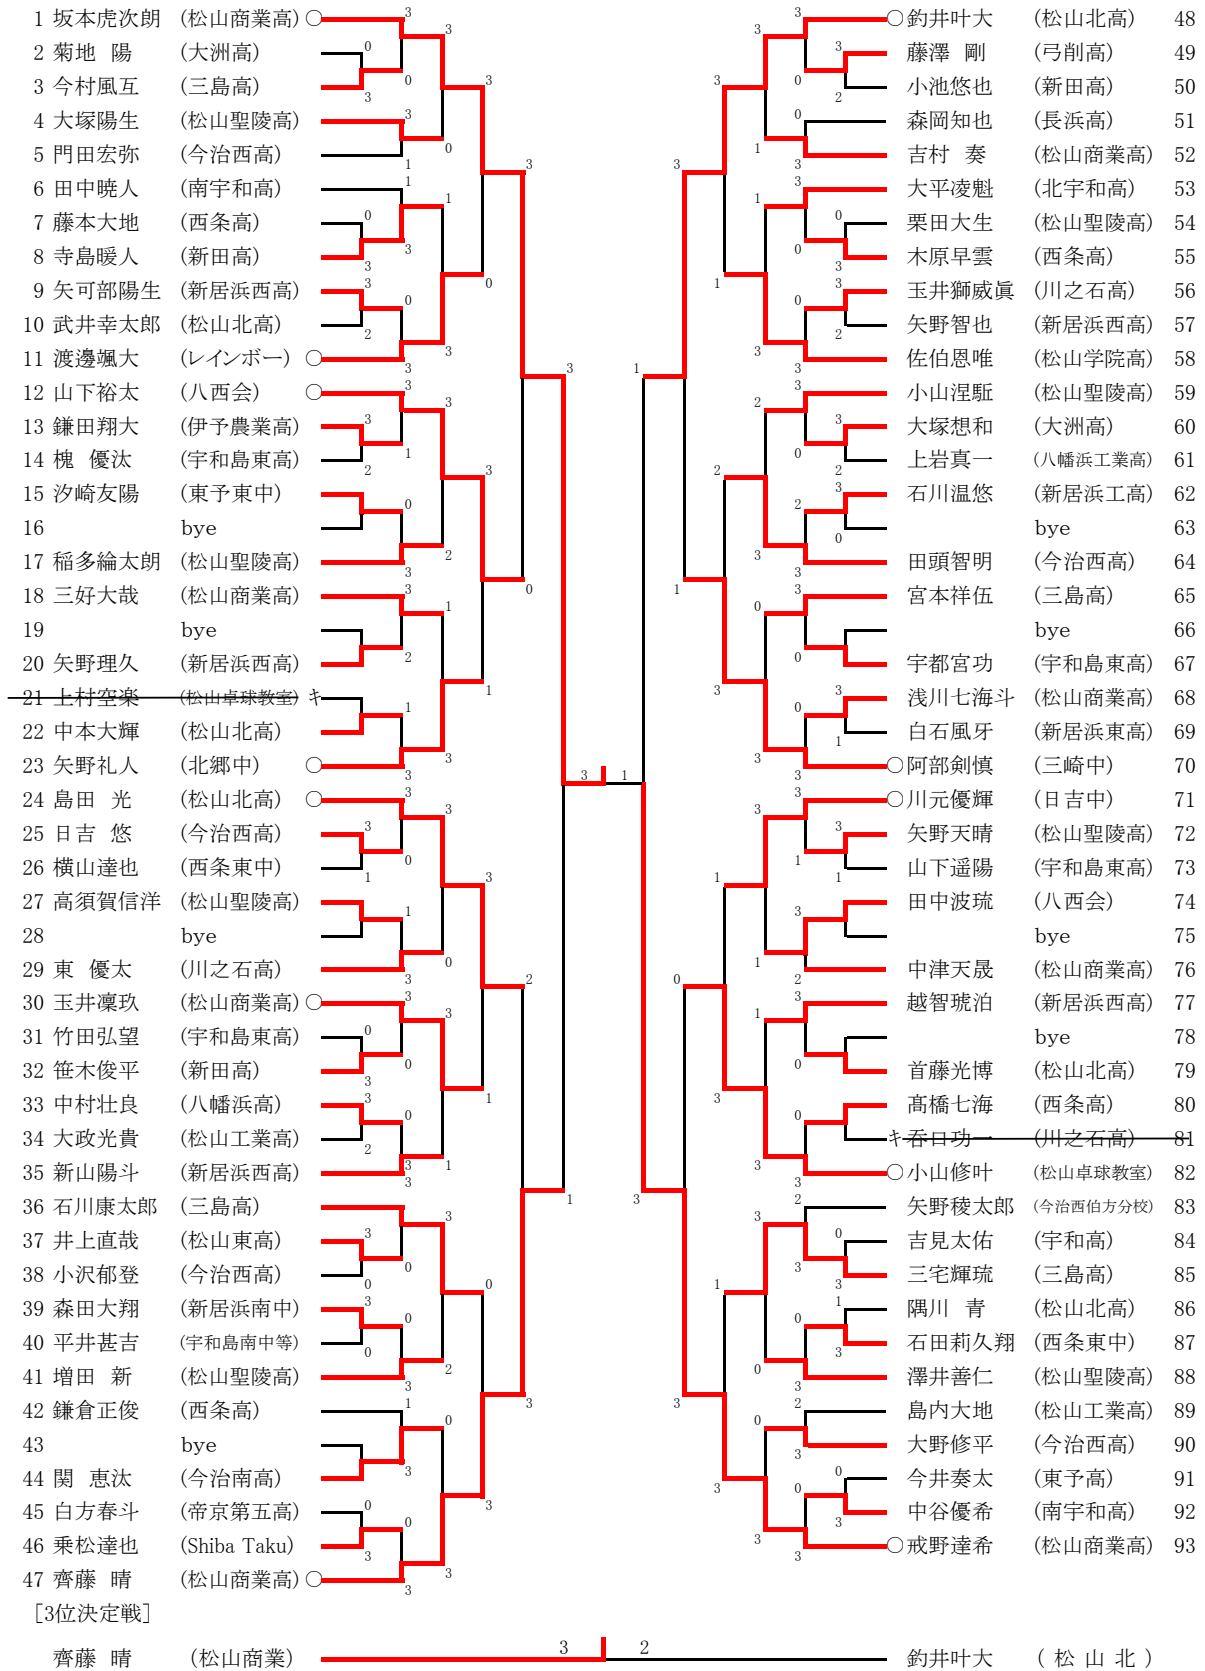 1 坂本虎次朗 (松山商業高) ○
2 菊地 陽 (大洲高)
3 今村風互 (三島高)
4 大塚陽生 (松山聖陵高)
5 門田宏弥 (今治西高)
6 田中暁人 (南宇和高)
7 藤本大地 (西条高)
8 寺島暖人 (新田高)
9 矢可部陽生 (新居浜西高)
10 武井幸太郎 (松山北高)
11 渡邊颯大 (レインボー) ○
12 山下裕太 (八西会) ○
13 鎌田翔大 (伊予農業高)
14 槐 優汰 (宇和島東高)
15 汐崎友陽 (東予東中)
16 bye
17 稲多綸太朗 (松山聖陵高)
18 三好大哉 (松山商業高)
19 bye
20 矢野理久 (新居浜西高)
21 上村空楽 (松山卓球教室) キ
22 中本大輝 (松山北高)
23 矢野礼人 (北郷中) ○
24 島田 光 (松山北高) ○
25 日吉 悠 (今治西高)
26 横山達也 (西条東中)
27 高須賀信洋 (松山聖陵高)
28 bye
29 東 優太 (川之石高)
30 玉井凜玖 (松山商業高) ○
31 竹田弘望 (宇和島東高)
32 笹木俊平 (新田高)
33 中村壮良 (八幡浜高)
34 大政光貴 (松山工業高)
35 新山陽斗 (新居浜西高)
36 石川康太郎 (三島高)
37 井上直哉 (松山東高)
38 小沢郁登 (今治西高)
39 森田大翔 (新居浜南中)
40 平井甚吉 (宇和島南中等)
41 増田 新 (松山聖陵高)
42 鎌倉正俊 (西条高)
43 bye
44 関 恵汰 (今治南高)
45 白方春斗 (帝京第五高)
46 乗松達也 (Shiba Taku)
47 齊藤 晴 (松山商業高) ○
○ 釣井叶大 (松山北高) 48
藤澤 剛 (弓削高) 49
小池悠也 (新田高) 50
森岡知也 (長浜高) 51
吉村 奏 (松山商業高) 52
大平凌魁 (北宇和高) 53
栗田大生 (松山聖陵高) 54
木原早雲 (西条高) 55
玉井獅威眞 (川之石高) 56
矢野智也 (新居浜西高) 57
佐伯恩唯 (松山学院高) 58
小山涅駈 (松山聖陵高) 59
大塚想和 (大洲高) 60
上岩真一 (八幡浜工業高) 61
石川温悠 (新居浜工高) 62
bye 63
田頭智明 (今治西高) 64
宮本祥伍 (三島高) 65
bye 66
宇都宮功 (宇和島東高) 67
浅川七海斗 (松山商業高) 68
白石風牙 (新居浜東高) 69
○ 阿部剣慎 (三崎中) 70
○ 川元優輝 (日吉中) 71
矢野天晴 (松山聖陵高) 72
山下遥陽 (宇和島東高) 73
田中波琉 (八西会) 74
bye 75
中津天晟 (松山商業高) 76
越智琥泊 (新居浜西高) 77
bye 78
首藤光博 (松山北高) 79
髙橋七海 (西条高) 80
キ 呑口功一 (川之石高) 81
○ 小山修叶 (松山卓球教室) 82
矢野稜太郎 (今治西伯方分校) 83
吉見太佑 (宇和高) 84
三宅輝琉 (三島高) 85
隅川 青 (松山北高) 86
石田莉久翔 (西条東中) 87
澤井善仁 (松山聖陵高) 88
島内大地 (松山工業高) 89
大野修平 (今治西高) 90
今井奏太 (東予高) 91
中谷優希 (南宇和高) 92
○ 戒野達希 (松山商業高) 93
3 1
[3位決定戦]
齊藤 晴 (松山商業) 3 2 釣井叶大 (松山北)